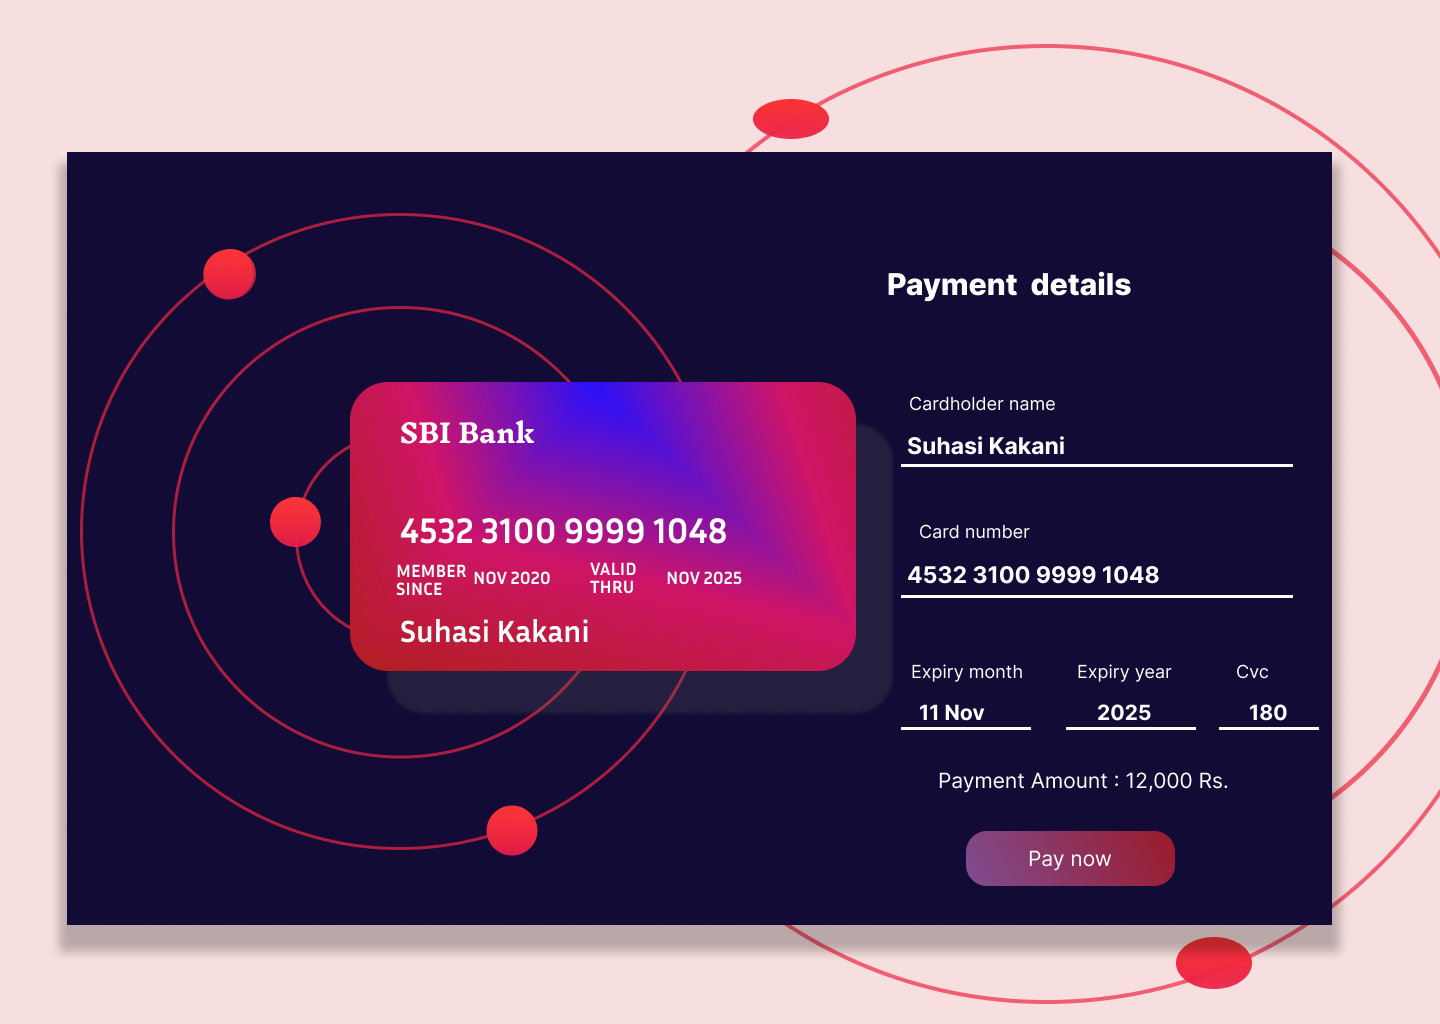 Payment details
SBI Bank
4532 3100 9999 1048
MEMBER SINCE NOV 2020 VALID THRU NOV 2025
Suhasi Kakani
Cardholder name
Suhasi Kakani
Card number
4532 3100 9999 1048
Expiry month Expiry year Cvc
11 Nov 2025 180
Payment Amount : 12,000 Rs.
Pay now